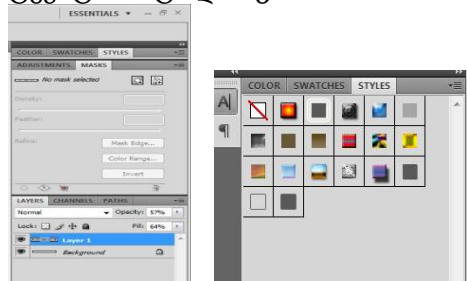 ESSENTIALS
COLOR SWATCHES STYLES
ADJUSTMENTS MASKS
No mask selected
Density:
Feather:
Refine: Mask Edge...
Color Range...
Invert
LAYERS CHANNELS PATHS
Normal Opacity: 57%
Lock: Fill: 64%
Layer 1
Background
COLOR SWATCHES STYLES
A
¶